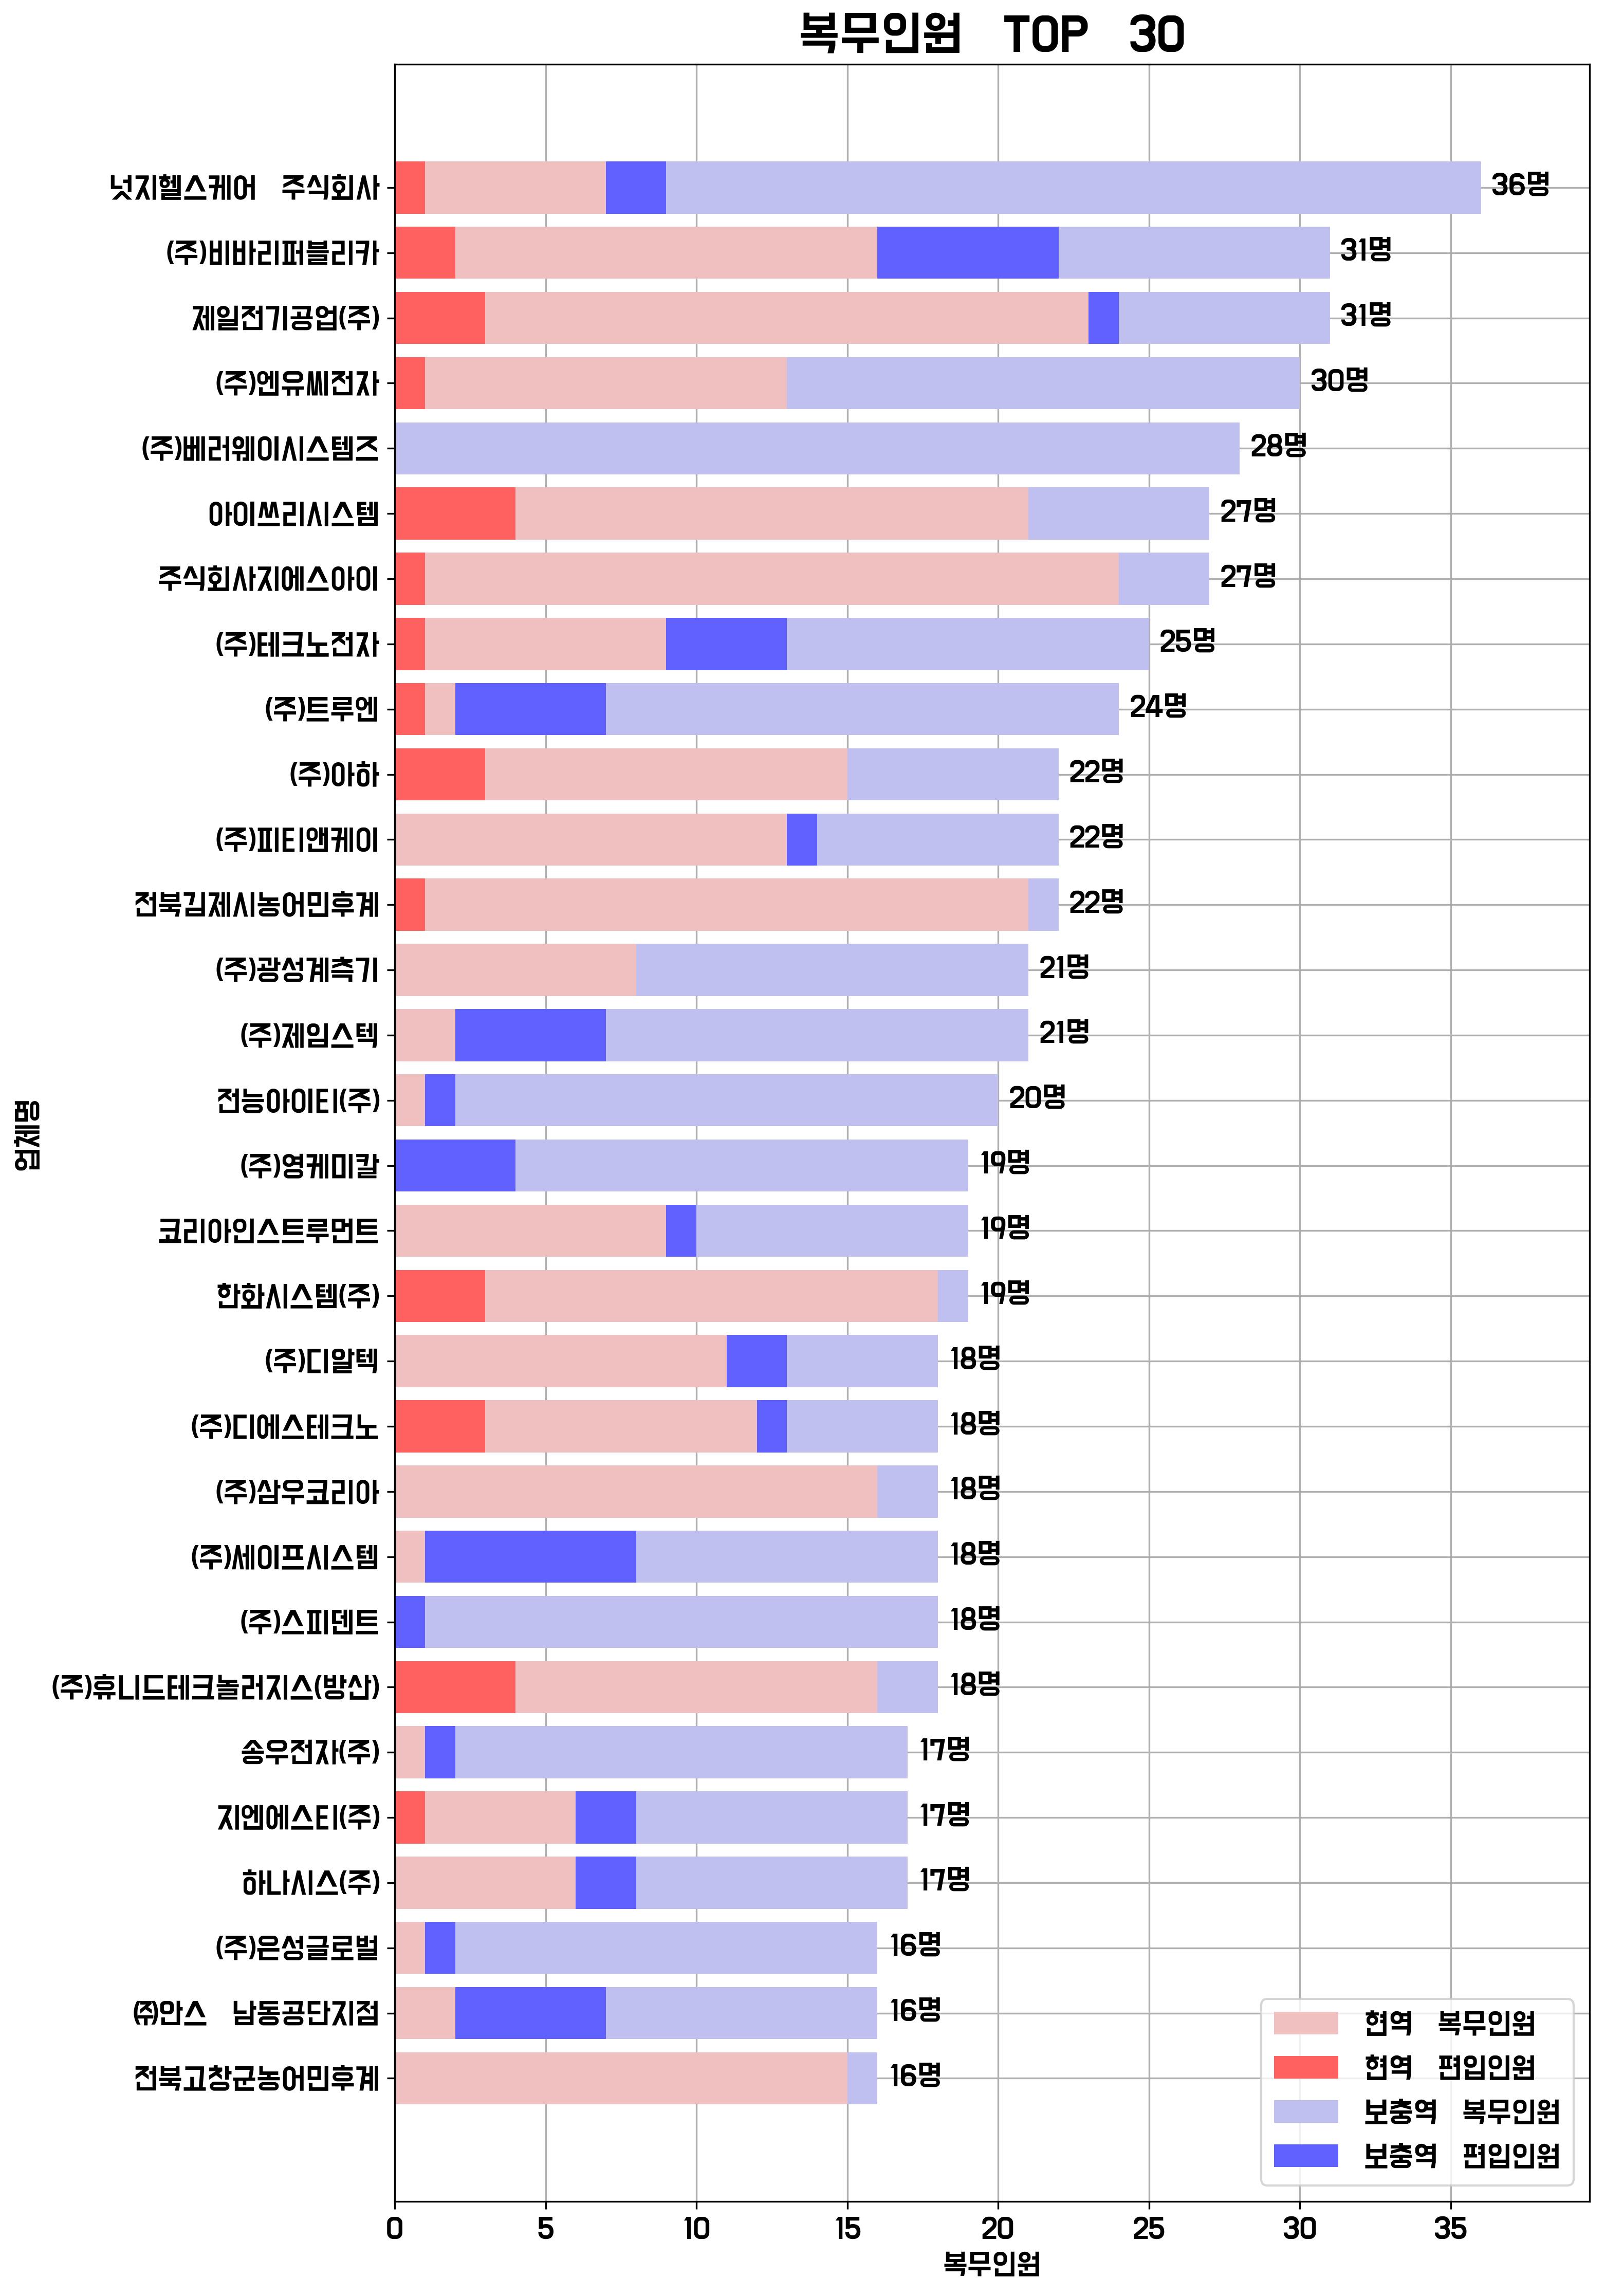 복무인원 TOP 30
넛지헬스케어 주식회사 36명
(주)비바리퍼블리카 31명
제일전기공업(주) 31명
(주)엔유씨전자 30명
(주)베러웨이시스템즈 28명
아이쓰리시스템 27명
주식회사지에스아이 27명
(주)테크노전자 25명
(주)트루엔 24명
(주)아하 22명
(주)피티앤케이 22명
전북김제시농어민후계 22명
(주)광성계측기 21명
(주)제임스텍 21명
전능아이티(주) 20명
(주)영케미칼 19명
코리아인스트루먼트 19명
한화시스템(주) 19명
(주)디알텍 18명
(주)디에스테크노 18명
(주)삼우코리아 18명
(주)세이프시스템 18명
(주)스피덴트 18명
(주)휴니드테크놀러지스(방산) 18명
송우전자(주) 17명
지엔에스티(주) 17명
하나시스(주) 17명
(주)은성글로벌 16명
㈜안스 남동공단지점 16명
전북고창군농어민후계 16명
업체명
현역 복무인원
현역 편입인원
보충역 복무인원
보충역 편입인원
0 5 10 15 20 25 30 35
복무인원